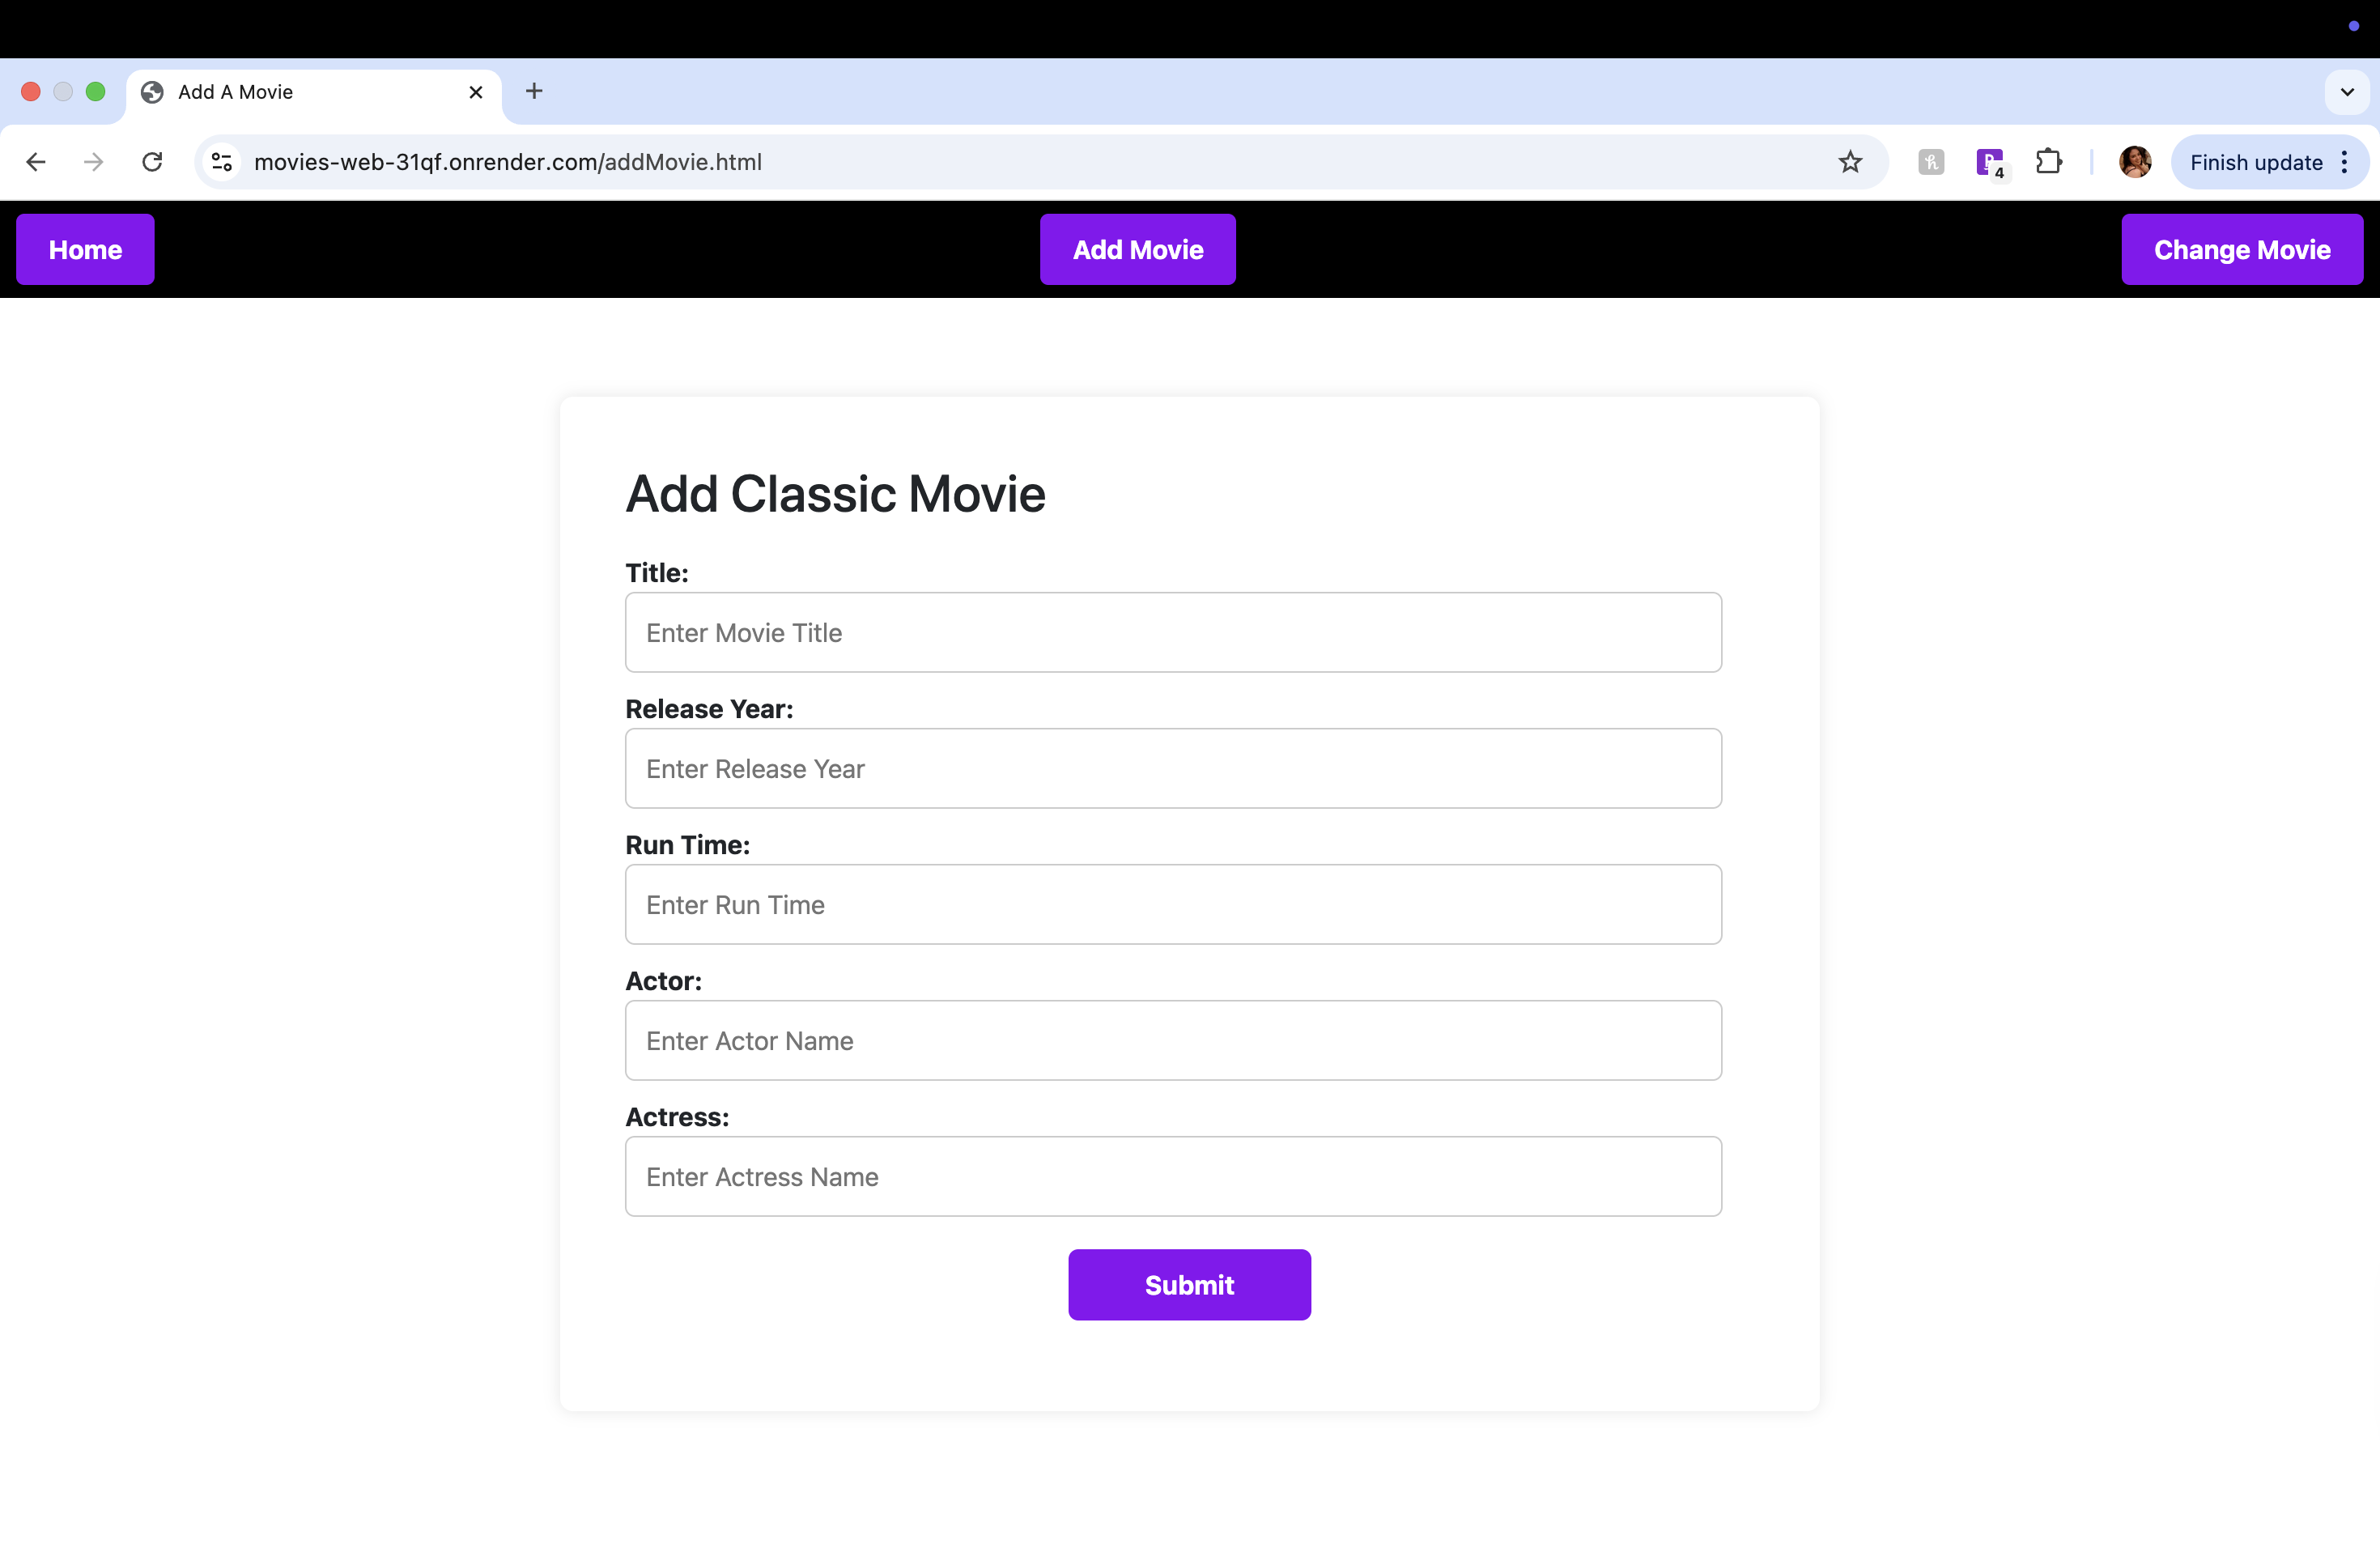 Add A Movie
movies-web-31qf.onrender.com/addMovie.html
4
Finish update
Home
Add Movie
Change Movie
Add Classic Movie
Title:
Enter Movie Title
Release Year:
Enter Release Year
Run Time:
Enter Run Time
Actor:
Enter Actor Name
Actress:
Enter Actress Name
Submit